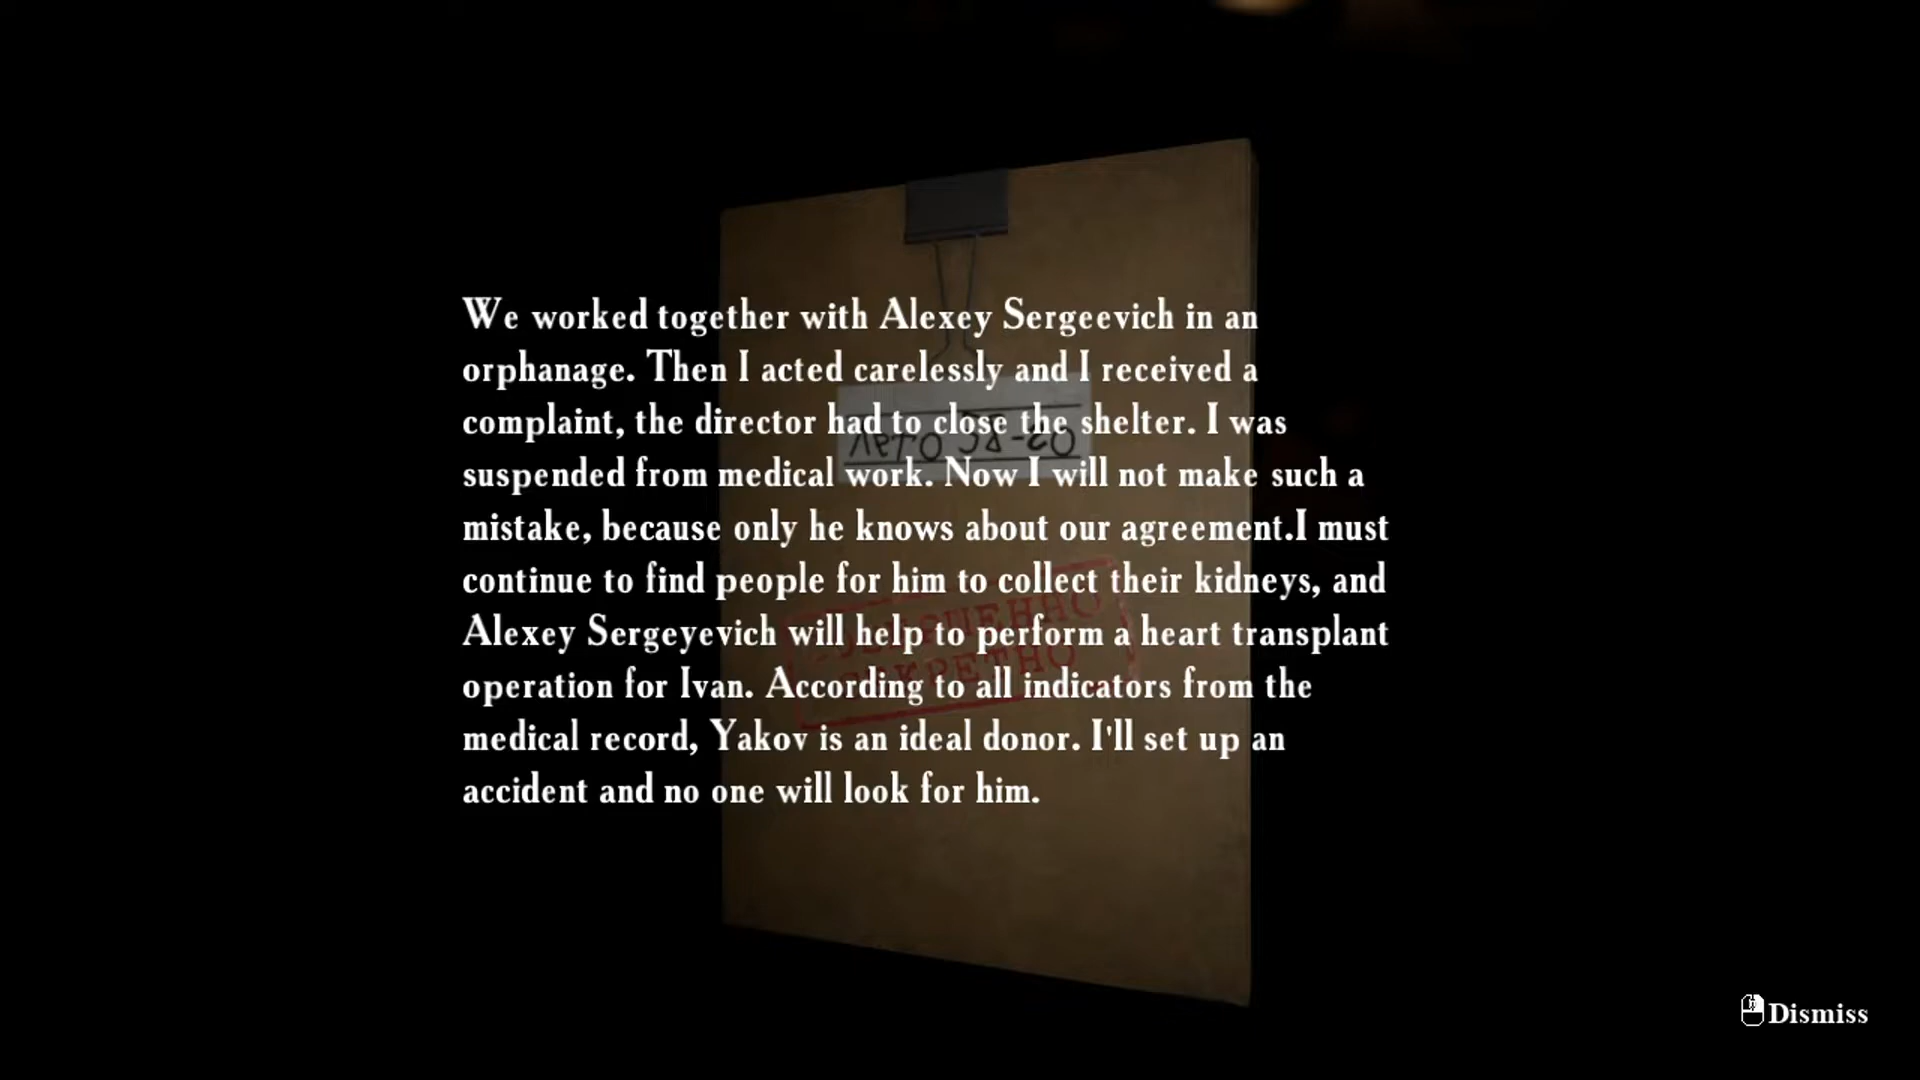 We worked together with Alexey Sergeevich in an
orphanage. Then I acted carelessly and I received a
complaint, the director had to close the shelter. I was
suspended from medical work. Now I will not make such a
mistake, because only he knows about our agreement.I must
continue to find people for him to collect their kidneys, and
Alexey Sergeyevich will help to perform a heart transplant
operation for Ivan. According to all indicators from the
medical record, Yakov is an ideal donor. I'll set up an
accident and no one will look for him.
Dismiss